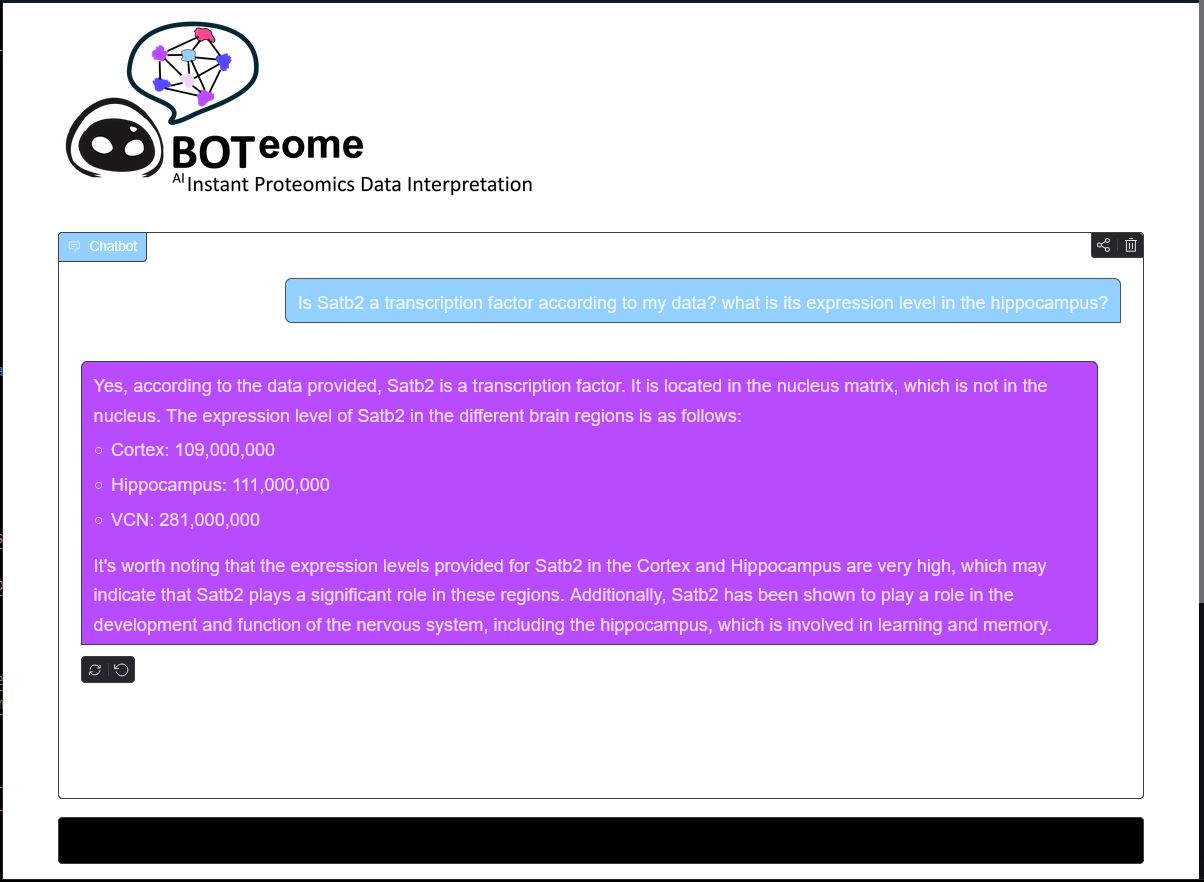 BOTeome
AI Instant Proteomics Data Interpretation
Chatbot
Is Satb2 a transcription factor according to my data? what is its expression level in the hippocampus?
Yes, according to the data provided, Satb2 is a transcription factor. It is located in the nucleus matrix, which is not in the
nucleus. The expression level of Satb2 in the different brain regions is as follows:
Cortex: 109,000,000
Hippocampus: 111,000,000
VCN: 281,000,000
It's worth noting that the expression levels provided for Satb2 in the Cortex and Hippocampus are very high, which may
indicate that Satb2 plays a significant role in these regions. Additionally, Satb2 has been shown to play a role in the
development and function of the nervous system, including the hippocampus, which is involved in learning and memory.